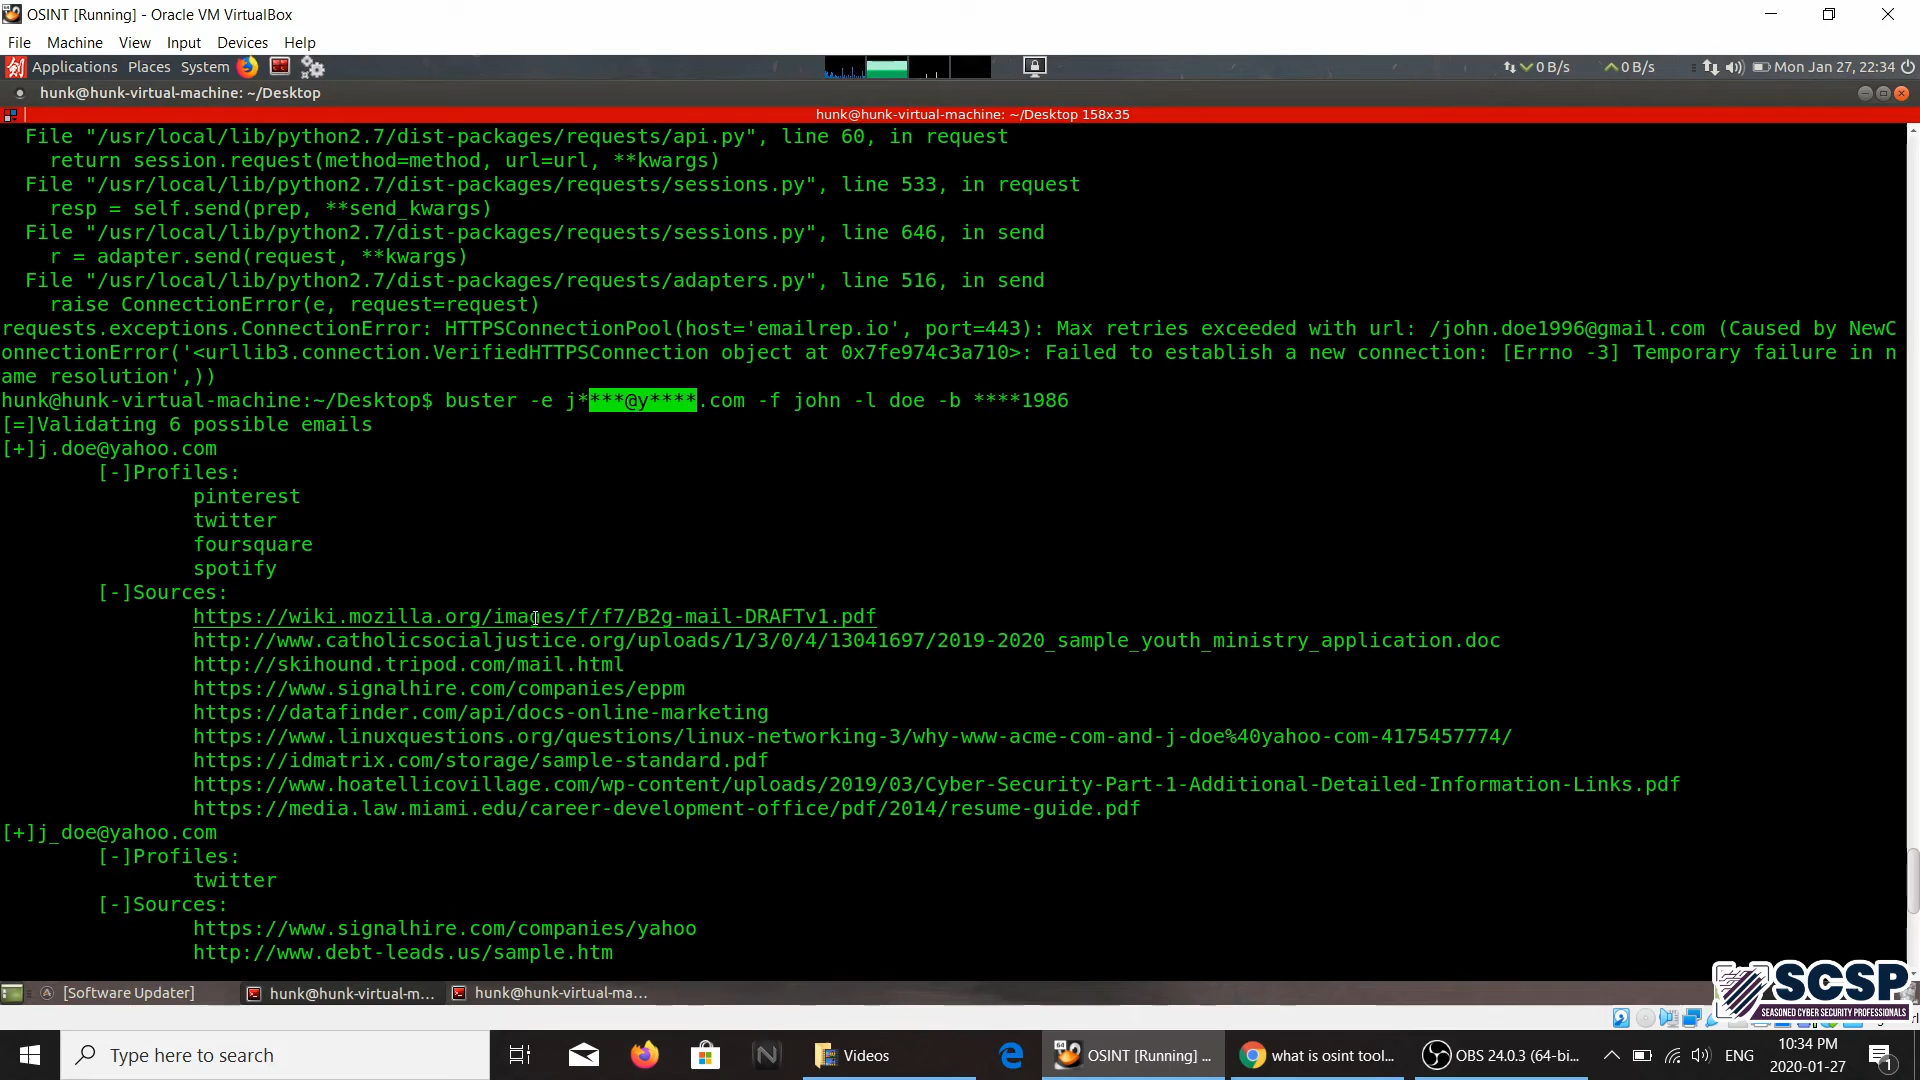 OSINT [Running] - Oracle VM VirtualBox
File Machine View Input Devices Help
Applications Places System 0 B/s 0 B/s Mon Jan 27, 22:34
hunk@hunk-virtual-machine: ~/Desktop
hunk@hunk-virtual-machine: ~/Desktop 158x35
File "/usr/local/lib/python2.7/dist-packages/requests/api.py", line 60, in request
return session.request(method=method, url=url, **kwargs)
File "/usr/local/lib/python2.7/dist-packages/requests/sessions.py", line 533, in request
resp = self.send(prep, **send_kwargs)
File "/usr/local/lib/python2.7/dist-packages/requests/sessions.py", line 646, in send
r = adapter.send(request, **kwargs)
File "/usr/local/lib/python2.7/dist-packages/requests/adapters.py", line 516, in send
raise ConnectionError(e, request=request)
requests.exceptions.ConnectionError: HTTPSConnectionPool(host='emailrep.io', port=443): Max retries exceeded with url: /john.doe1996@gmail.com (Caused by NewC
onnectionError('<urllib3.connection.VerifiedHTTPSConnection object at 0x7fe974c3a710>: Failed to establish a new connection: [Errno -3] Temporary failure in n
ame resolution',))
hunk@hunk-virtual-machine:~/Desktop$ buster -e j****@y****.com -f john -l doe -b ****1986
[=]Validating 6 possible emails
[+]j.doe@yahoo.com
[-]Profiles:
pinterest
twitter
foursquare
spotify
[-]Sources:
https://wiki.mozilla.org/images/f/f7/B2g-mail-DRAFTv1.pdf
http://www.catholicsocialjustice.org/uploads/1/3/0/4/13041697/2019-2020_sample_youth_ministry_application.doc
http://skihound.tripod.com/mail.html
https://www.signalhire.com/companies/eppm
https://datafinder.com/api/docs-online-marketing
https://www.linuxquestions.org/questions/linux-networking-3/why-www-acme-com-and-j-doe%40yahoo-com-4175457774/
https://idmatrix.com/storage/sample-standard.pdf
https://www.hoatellicovillage.com/wp-content/uploads/2019/03/Cyber-Security-Part-1-Additional-Detailed-Information-Links.pdf
https://media.law.miami.edu/career-development-office/pdf/2014/resume-guide.pdf
[+]j_doe@yahoo.com
[-]Profiles:
twitter
[-]Sources:
https://www.signalhire.com/companies/yahoo
http://www.debt-leads.us/sample.htm
[Software Updater] hunk@hunk-virtual-m... hunk@hunk-virtual-ma...
SCSP
SEASONED CYBER SECURITY PROFESSIONALS
Type here to search Videos OSINT [Running] ... what is osint tool... OBS 24.0.3 (64-bi... ENG
10:34 PM
2020-01-27
1